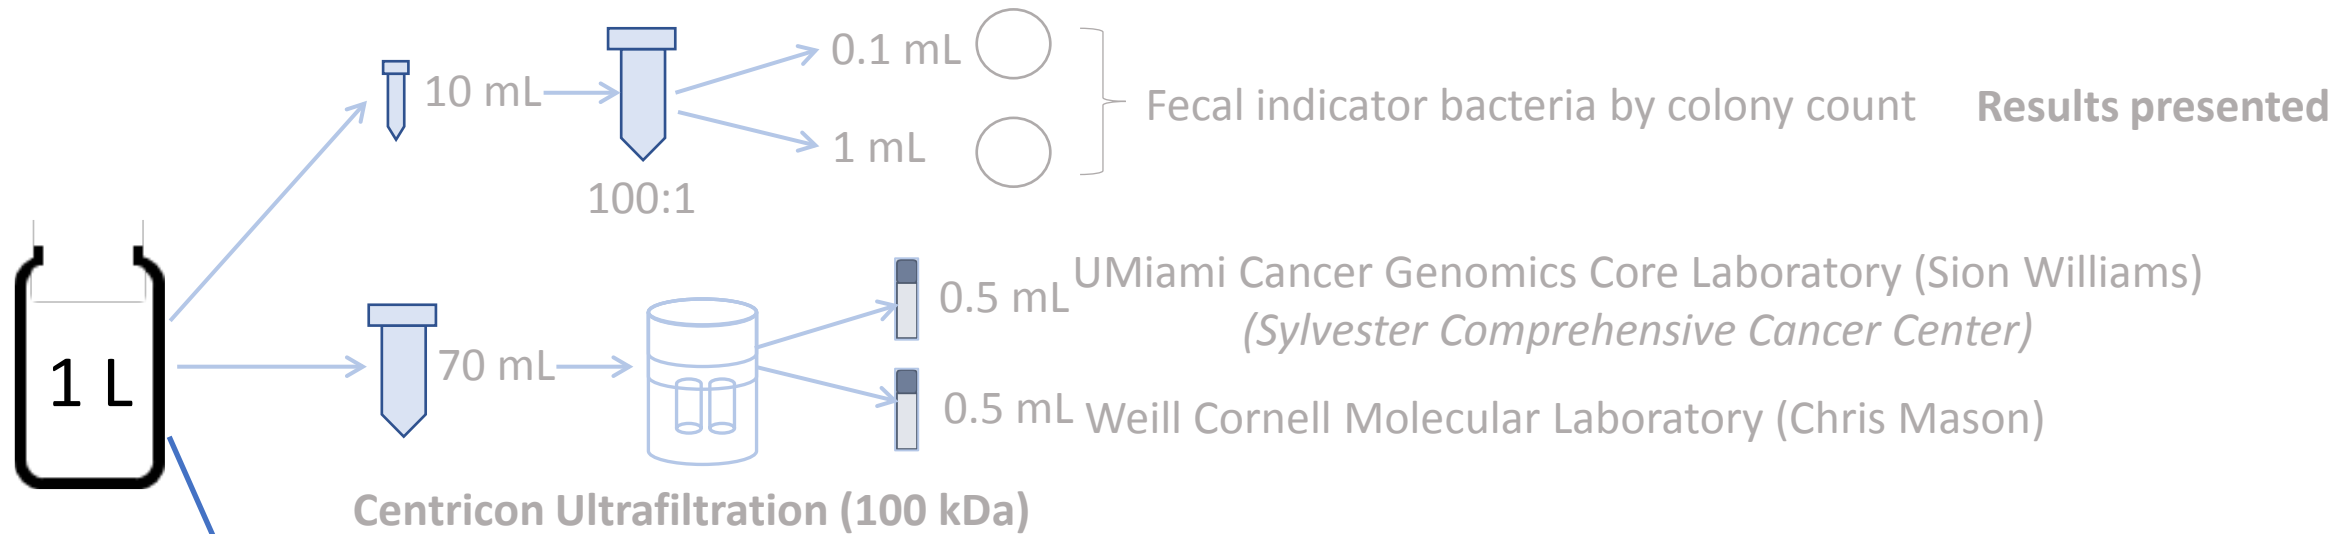 0.1 mL
10 mL
1 mL
Fecal indicator bacteria by colony count
Results presented
100:1
1 L
70 mL
0.5 mL
UMiami Cancer Genomics Core Laboratory (Sion Williams)
(Sylvester Comprehensive Cancer Center)
0.5 mL
Weill Cornell Molecular Laboratory (Chris Mason)
Centricon Ultrafiltration (100 kDa)